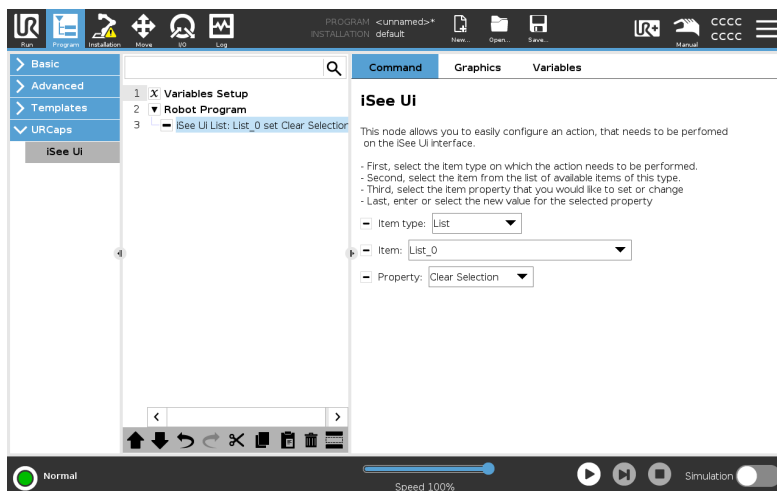 PROGRAM <unnamed>*
INSTALLATION default
UR
UR+
CCCC
CCCC
Run Program Installation Move I/O Log New... Open... Save... Manual
Basic
Advanced
Templates
URCaps
iSee Ui
1 X Variables Setup
2 Robot Program
3 iSee Ui List: List_0 set Clear Selection
Command Graphics Variables
iSee Ui
This node allows you to easily configure an action, that needs to be perfomed
on the iSee Ui interface.
- First, select the item type on which the action needs to be performed.
- Second, select the item from the list of available items of this type.
- Third, select the item property that you would like to set or change
- Last, enter or select the new value for the selected property
Item type: List
Item: List_0
Property: Clear Selection
Normal
Speed 100%
Simulation